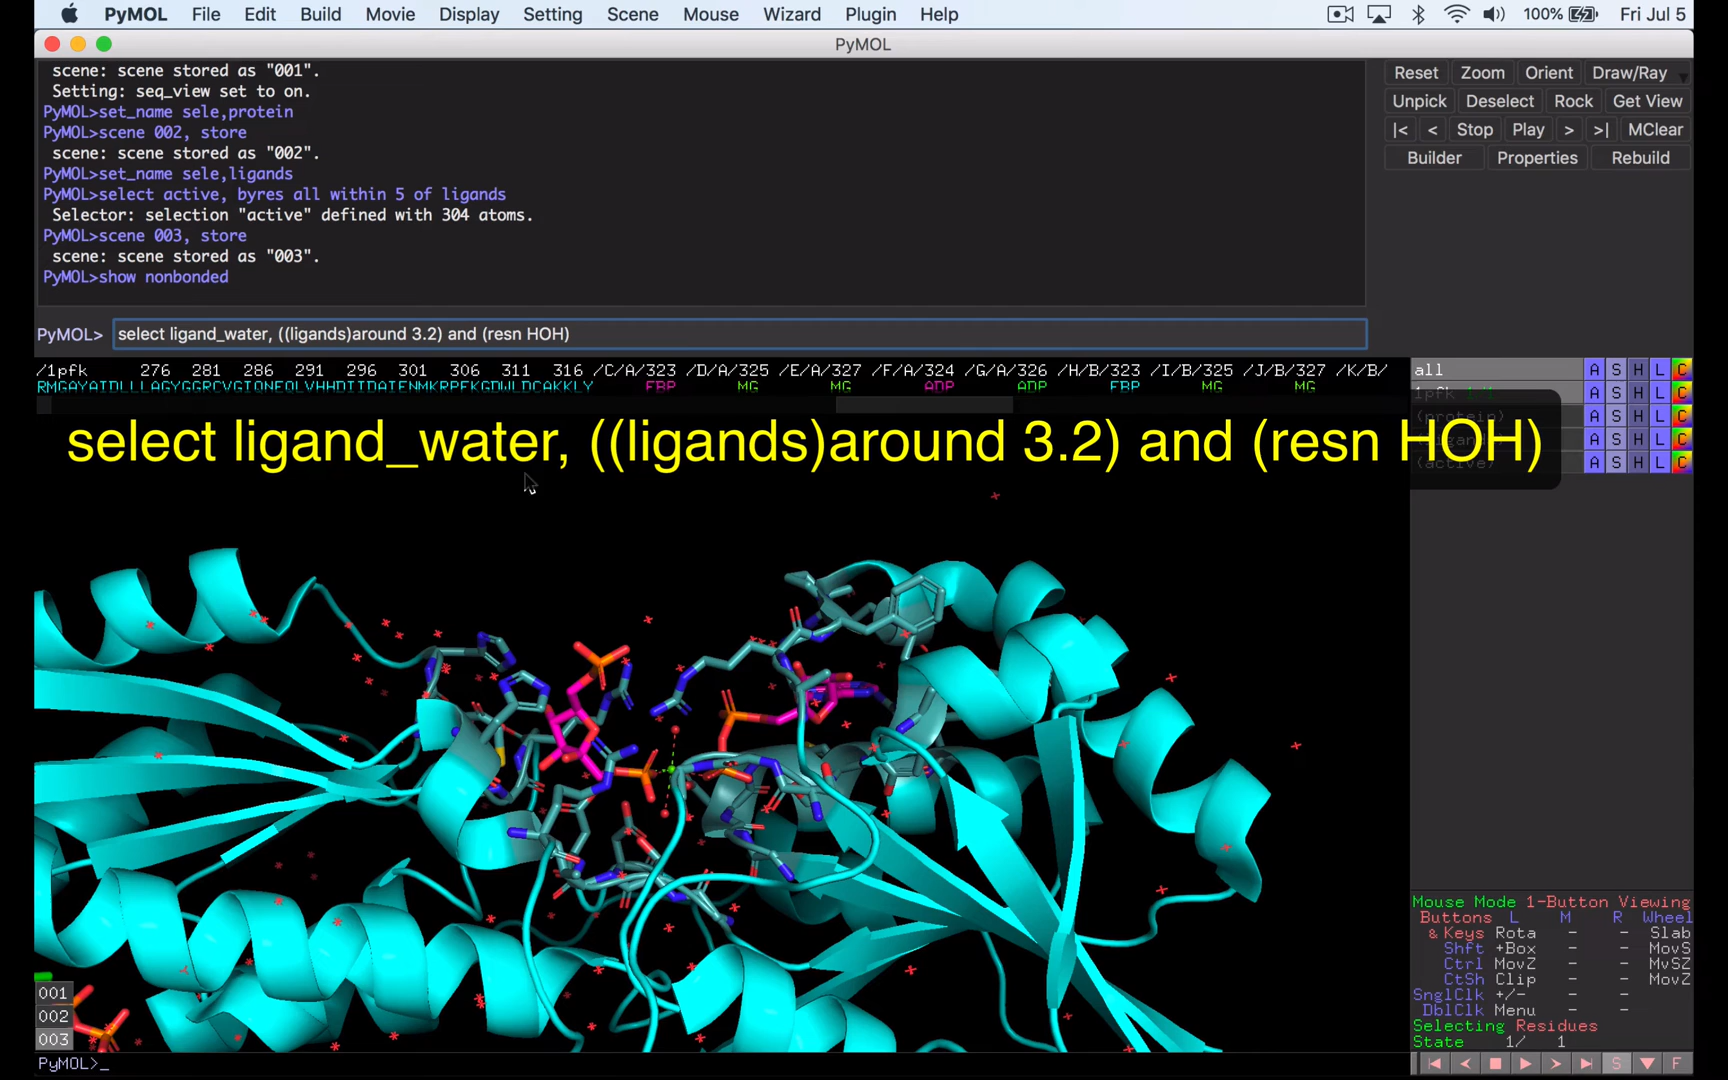 PyMOL File Edit Build Movie Display Setting Scene Mouse Wizard Plugin Help 100% Fri Jul 5
PyMOL
scene: scene stored as "001".
Setting: seq_view set to on.
PyMOL>set_name sele,protein
PyMOL>scene 002, store
scene: scene stored as "002".
PyMOL>set_name sele,ligands
PyMOL>select active, byres all within 5 of ligands
Selector: selection "active" defined with 304 atoms.
PyMOL>scene 003, store
scene: scene stored as "003".
PyMOL>show nonbonded
PyMOL> select ligand_water, ((ligands)around 3.2) and (resn HOH)
Reset Zoom Orient Draw/Ray
Unpick Deselect Rock Get View
|< < Stop Play > >| MClear
Builder Properties Rebuild
/1pfk 276 281 286 291 296 301 306 311 316 /C/A/323 /D/A/325 /E/A/327 /F/A/324 /G/A/326 /H/B/323 /I/B/325 /J/B/327 /K/B/
RMGAYAIDLLLAGYGGRCVGIQNEQLVHHDIIDAIENMKRPFKGDWLDCAKKLY FBP MG MG ADP ADP FBP MG MG
all A S H L C
1pfk 1/1 A S H L C
(protein) A S H L C
(ligands) A S H L C
(active) A S H L C
select ligand_water, ((ligands)around 3.2) and (resn HOH)
Mouse Mode 1-Button Viewing
Buttons L M R Wheel
& Keys Rota – – Slab
Shft +Box – – MovS
Ctrl MovZ – – MvSZ
CtSh Clip – – MovZ
SnglClk +/- – –
DblClk Menu – –
Selecting Residues
State 1/ 1
001
002
003
PyMOL>_
S F